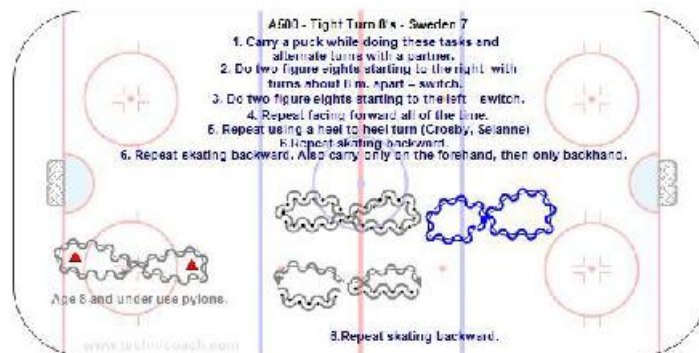 A500 - Tight Turn 8's - Sweden 7
1. Carry a puck while doing these tasks and
alternate turns with a partner.
2. Do two figure eights starting to the right with
turns about 6 m. apart – switch.
3. Do two figure eights starting to the left switch.
4. Repeat facing forward all of the time.
5. Repeat using a heel to heel turn (Crosby, Selanne)
6.Repeat skating backward.
6. Repeat skating backward. Also carry only on the forehand, then only backhand.
Age 8 and under use pylons.
8.Repeat skating backward.
www.technicoach.com